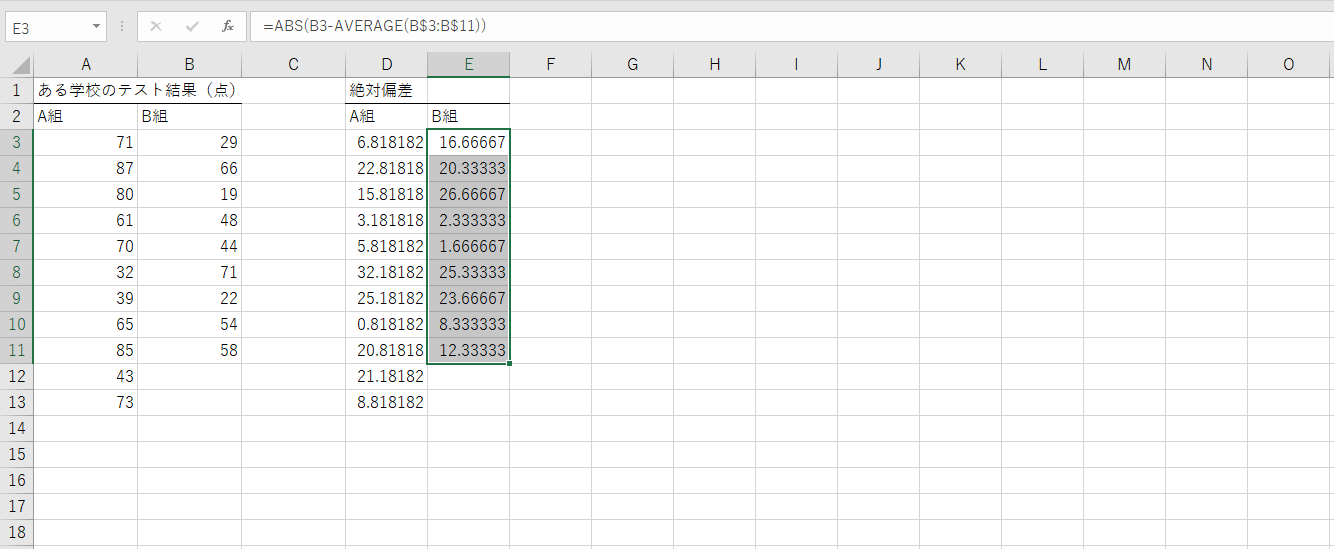 E3 fx =ABS(B3-AVERAGE(B$3:B$11))
A B C D E F G H I J K L M N O
1 ある学校のテスト結果（点） 絶対偏差
2 A組 B組 A組 B組
3 71 29 6.818182 16.66667
4 87 66 22.81818 20.33333
5 80 19 15.81818 26.66667
6 61 48 3.181818 2.333333
7 70 44 5.818182 1.666667
8 32 71 32.18182 25.33333
9 39 22 25.18182 23.66667
10 65 54 0.818182 8.333333
11 85 58 20.81818 12.33333
12 43 21.18182
13 73 8.818182
14
15
16
17
18